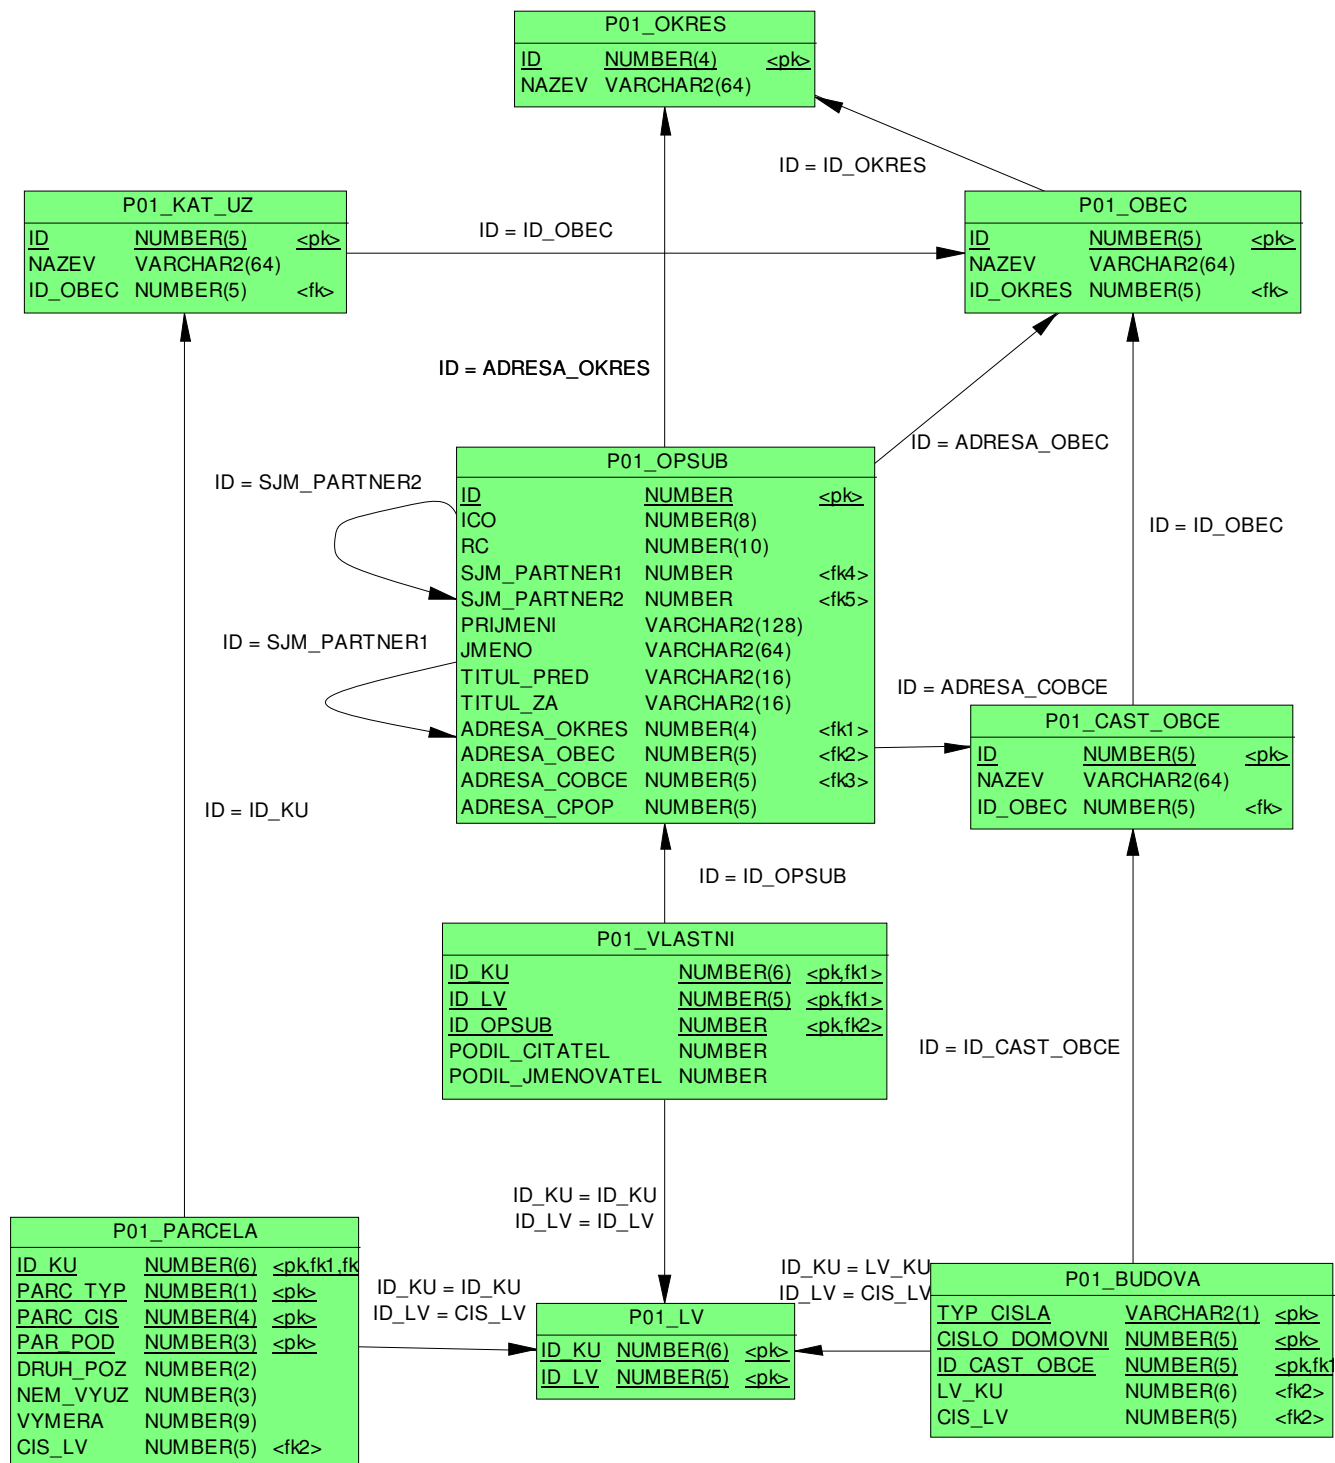 P01_OKRES
ID NUMBER(4) <pk>
NAZEV VARCHAR2(64)
ID = ID_OKRES
P01_KAT_UZ
ID NUMBER(5) <pk>
NAZEV VARCHAR2(64)
ID_OBEC NUMBER(5) <fk>
ID = ID_OBEC
P01_OBEC
ID NUMBER(5) <pk>
NAZEV VARCHAR2(64)
ID_OKRES NUMBER(5) <fk>
ID = ADRESA_OKRES
ID = ADRESA_OBEC
ID = SJM_PARTNER2
ID = SJM_PARTNER1
P01_OPSUB
ID NUMBER <pk>
ICO NUMBER(8)
RC NUMBER(10)
SJM_PARTNER1 NUMBER <fk4>
SJM_PARTNER2 NUMBER <fk5>
PRIJMENI VARCHAR2(128)
JMENO VARCHAR2(64)
TITUL_PRED VARCHAR2(16)
TITUL_ZA VARCHAR2(16)
ADRESA_OKRES NUMBER(4) <fk1>
ADRESA_OBEC NUMBER(5) <fk2>
ADRESA_COBCE NUMBER(5) <fk3>
ADRESA_CPOP NUMBER(5)
ID = ID_OBEC
ID = ADRESA_COBCE
P01_CAST_OBCE
ID NUMBER(5) <pk>
NAZEV VARCHAR2(64)
ID_OBEC NUMBER(5) <fk>
ID = ID_KU
ID = ID_OPSUB
P01_VLASTNI
ID_KU NUMBER(6) <pk,fk1>
ID_LV NUMBER(5) <pk,fk1>
ID_OPSUB NUMBER <pk,fk2>
PODIL_CITATEL NUMBER
PODIL_JMENOVATEL NUMBER
ID = ID_CAST_OBCE
ID_KU = ID_KU
ID_LV = ID_LV
P01_PARCELA
ID_KU NUMBER(6) <pk,fk1,fk
PARC_TYP NUMBER(1) <pk>
PARC_CIS NUMBER(4) <pk>
PAR_POD NUMBER(3) <pk>
DRUH_POZ NUMBER(2)
NEM_VYUZ NUMBER(3)
VYMERA NUMBER(9)
CIS_LV NUMBER(5) <fk2>
ID_KU = ID_KU
ID_LV = CIS_LV
P01_LV
ID_KU NUMBER(6) <pk>
ID_LV NUMBER(5) <pk>
ID_KU = LV_KU
ID_LV = CIS_LV
P01_BUDOVA
TYP_CISLA VARCHAR2(1) <pk>
CISLO_DOMOVNI NUMBER(5) <pk>
ID_CAST_OBCE NUMBER(5) <pk,fk1
LV_KU NUMBER(6) <fk2>
CIS_LV NUMBER(5) <fk2>